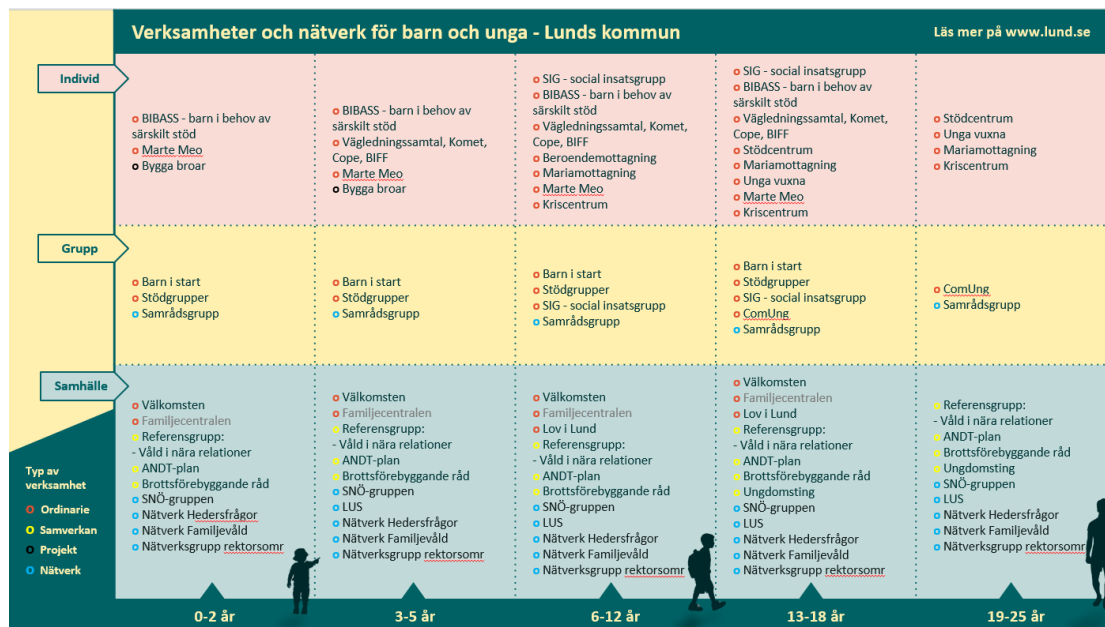 Verksamheter och nätverk för barn och unga - Lunds kommun
Läs mer på www.lund.se
Individ
o BIBASS - barn i behov av
särskilt stöd
o Marte Meo
o Bygga broar
o BIBASS - barn i behov av
särskilt stöd
o Vägledningssamtal, Komet,
Cope, BIFF
o Marte Meo
o Bygga broar
o SIG - social insatsgrupp
o BIBASS - barn i behov av
särskilt stöd
o Vägledningssamtal, Komet,
Cope, BIFF
o Beroendemottagning
o Mariamottagning
o Marte Meo
o Kriscentrum
o SIG - social insatsgrupp
o BIBASS - barn i behov av
särskilt stöd
o Vägledningssamtal, Komet,
Cope, BIFF
o Stödcentrum
o Mariamottagning
o Unga vuxna
o Marte Meo
o Kriscentrum
o Stödcentrum
o Unga vuxna
o Mariamottagning
o Kriscentrum
Grupp
o Barn i start
o Stödgrupper
o Samrådsgrupp
o Barn i start
o Stödgrupper
o Samrådsgrupp
o Barn i start
o Stödgrupper
o SIG - social insatsgrupp
o Samrådsgrupp
o Barn i start
o Stödgrupper
o SIG - social insatsgrupp
o ComUng
o Samrådsgrupp
o ComUng
o Samrådsgrupp
Samhälle
o Välkomsten
o Familjecentralen
o Referensgrupp:
- Våld i nära relationer
o ANDT-plan
o Brottsförebyggande råd
o SNÖ-gruppen
o Nätverk Hedersfrågor
o Nätverk Familjevåld
o Nätverksgrupp rektorsomr
o Välkomsten
o Familjecentralen
o Referensgrupp:
- Våld i nära relationer
o ANDT-plan
o Brottsförebyggande råd
o SNÖ-gruppen
o LUS
o Nätverk Hedersfrågor
o Nätverk Familjevåld
o Nätverksgrupp rektorsomr
o Välkomsten
o Familjecentralen
o Lov i Lund
o Referensgrupp:
- Våld i nära relationer
o ANDT-plan
o Brottsförebyggande råd
o SNÖ-gruppen
o LUS
o Nätverk Hedersfrågor
o Nätverk Familjevåld
o Nätverksgrupp rektorsomr
o Välkomsten
o Familjecentralen
o Lov i Lund
o Referensgrupp:
- Våld i nära relationer
o ANDT-plan
o Brottsförebyggande råd
o Ungdomsting
o SNÖ-gruppen
o LUS
o Nätverk Hedersfrågor
o Nätverk Familjevåld
o Nätverksgrupp rektorsomr
o Referensgrupp:
- Våld i nära relationer
o ANDT-plan
o Ungdomsting
o SNÖ-gruppen
o LUS
o Nätverk Hedersfrågor
o Nätverk Familjevåld
o Nätverksgrupp rektorsomr
Typ av
verksamhet
o Ordinarie
o Samverkan
o Projekt
o Nätverk
0-2 år
3-5 år
6-12 år
13-18 år
19-25 år